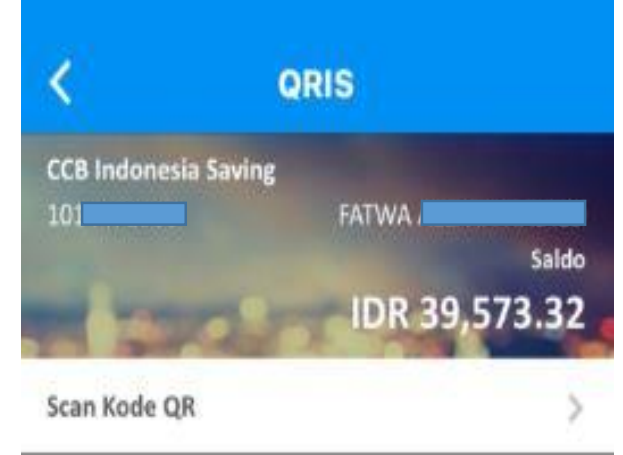 QRIS
CCB Indonesia Saving
101
FATWA
Saldo
IDR 39,573.32
Scan Kode QR